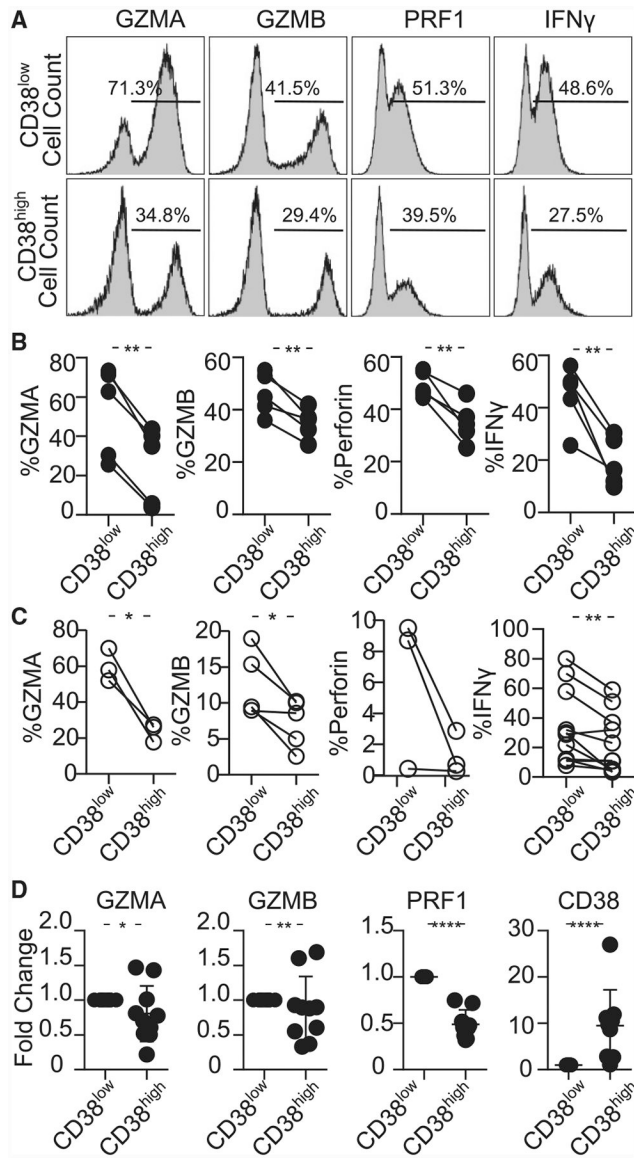 A
GZMA GZMB PRF1 IFNγ
CD38low Cell Count
71.3% 41.5% 51.3% 48.6%
CD38high Cell Count
34.8% 29.4% 39.5% 27.5%
B
%GZMA
80
40
0
- ** -
CD38low CD38high
%GZMB
60
40
20
0
- ** -
CD38low CD38high
%Perforin
60
40
20
0
- ** -
CD38low CD38high
%IFNγ
60
40
20
0
- ** -
CD38low CD38high
C
%GZMA
80
60
40
20
0
- * -
CD38low CD38high
%GZMB
20
15
10
5
0
- * -
CD38low CD38high
%Perforin
10
8
6
4
2
0
CD38low CD38high
%IFNγ
100
80
60
40
20
0
- ** -
CD38low CD38high
D
Fold Change
GZMA
2.0
1.5
1.0
0.5
0
- * -
CD38low CD38high
GZMB
2.0
1.5
1.0
0.5
0
- ** -
CD38low CD38high
PRF1
1.5
1.0
0.5
0
****
CD38low CD38high
CD38
30
20
10
0
****
CD38low CD38high